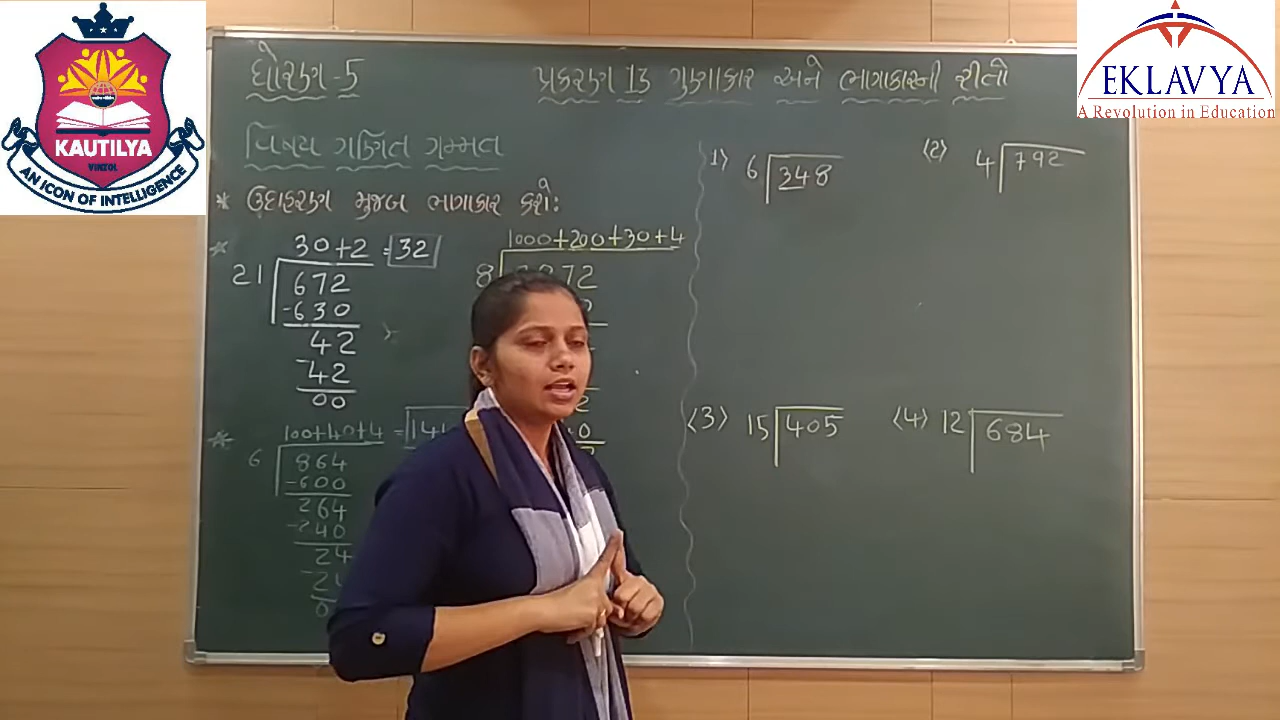 KAUTILYA
VINZOL
AN ICON OF INTELLIGENCE
EKLAVYA
A Revolution in Education
ધોરણ - 5
પ્રકરણ 13 ગુણાકાર અને ભાગાકારની રીતો
વિષય ગણિત ગમ્મત
* ઉદાહરણ મુજબ ભાગાકાર કરો:
* 30+2 = 32
21 672
-630
42
-42
00
* 100+40+4 =
6 864
-600
264
-240
24
1000+200+30+4
8
1) 6 348
(2) 4 792
(3) 15 405
(4) 12 684